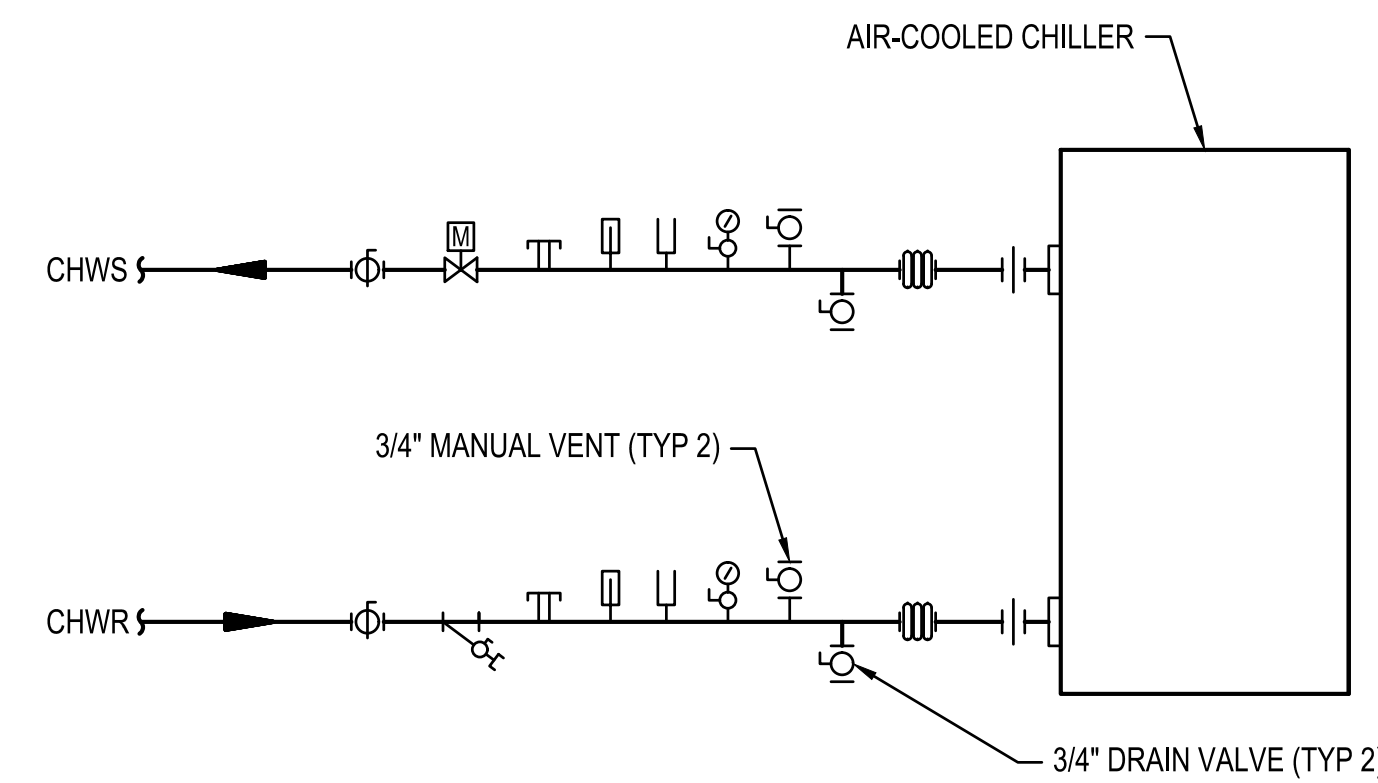 AIR-COOLED CHILLER
M
CHWS
3/4" MANUAL VENT (TYP 2)
CHWR
3/4" DRAIN VALVE (TYP 2)